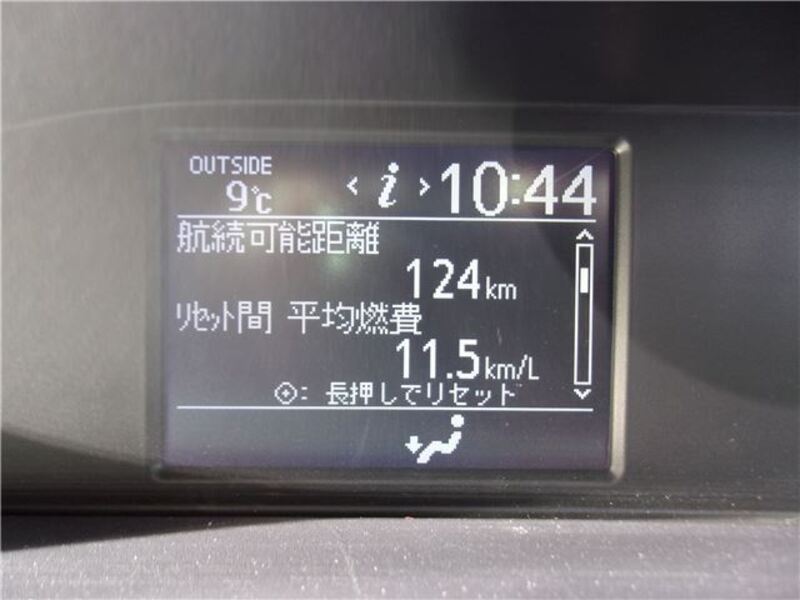 OUTSIDE
9℃ < i > 10:44
航続可能距離
124km
ﾘｾｯﾄ間 平均燃費
11.5km/L
: 長押しでリセット